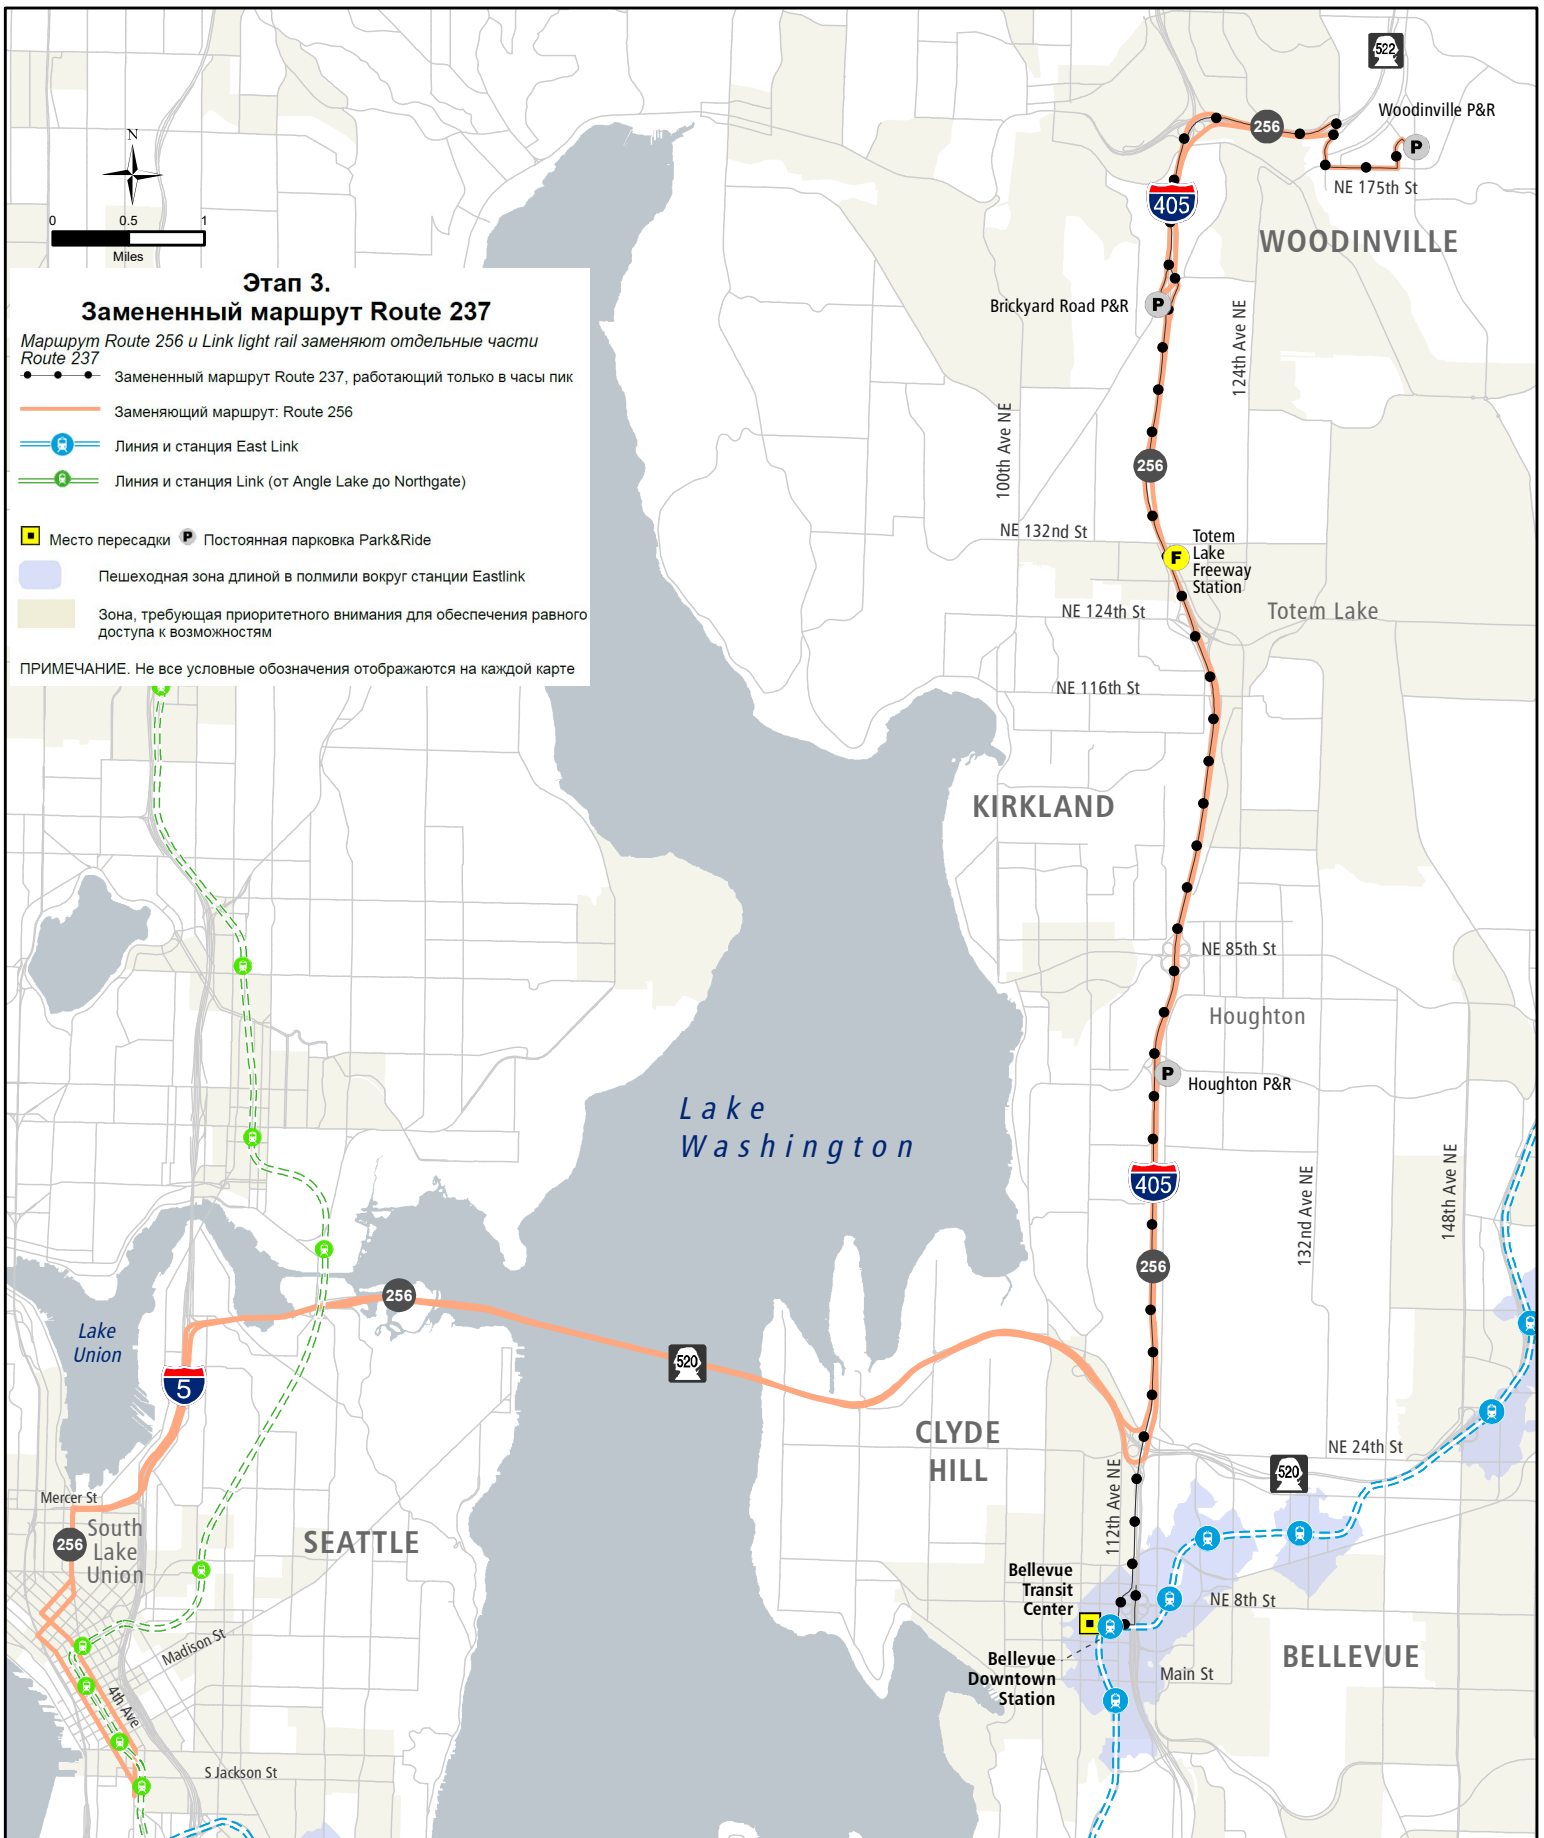 522
Woodinville P&R
256
P
NE 175th St
405
WOODINVILLE
N
0 0.5 1
Miles
Этап 3.
Замененный маршрут Route 237
Маршрут Route 256 и Link light rail заменяют отдельные части
Route 237
Замененный маршрут Route 237, работающий только в часы пик
Заменяющий маршрут: Route 256
Линия и станция East Link
Линия и станция Link (от Angle Lake до Northgate)
Место пересадки P Постоянная парковка Park&Ride
Пешеходная зона длиной в полмили вокруг станции Eastlink
Зона, требующая приоритетного внимания для обеспечения равного
доступа к возможностям
ПРИМЕЧАНИЕ. Не все условные обозначения отображаются на каждой карте
Brickyard Road P&R
P
124th Ave NE
100th Ave NE
256
NE 132nd St
F
Totem
Lake
Freeway
Station
NE 124th St
Totem Lake
NE 116th St
KIRKLAND
NE 85th St
Houghton
P
Houghton P&R
Lake
Washington
405
132nd Ave NE
148th Ave NE
256
256
Lake
Union
520
5
CLYDE
HILL
NE 24th St
520
112th Ave NE
Mercer St
256
South
Lake
Union
SEATTLE
Bellevue
Transit
Center
NE 8th St
Madison St
BELLEVUE
Bellevue
Downtown
Station
Main St
4th Ave
S Jackson St